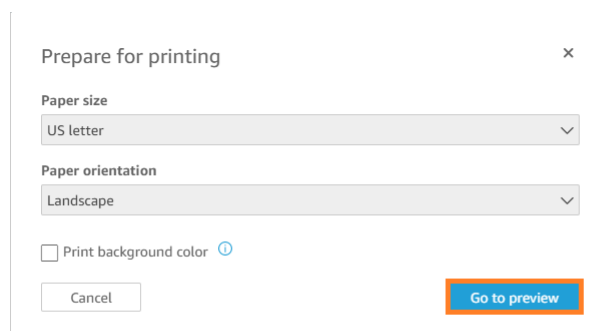 Prepare for printing
Paper size
US letter
Paper orientation
Landscape
Print background color
Cancel
Go to preview